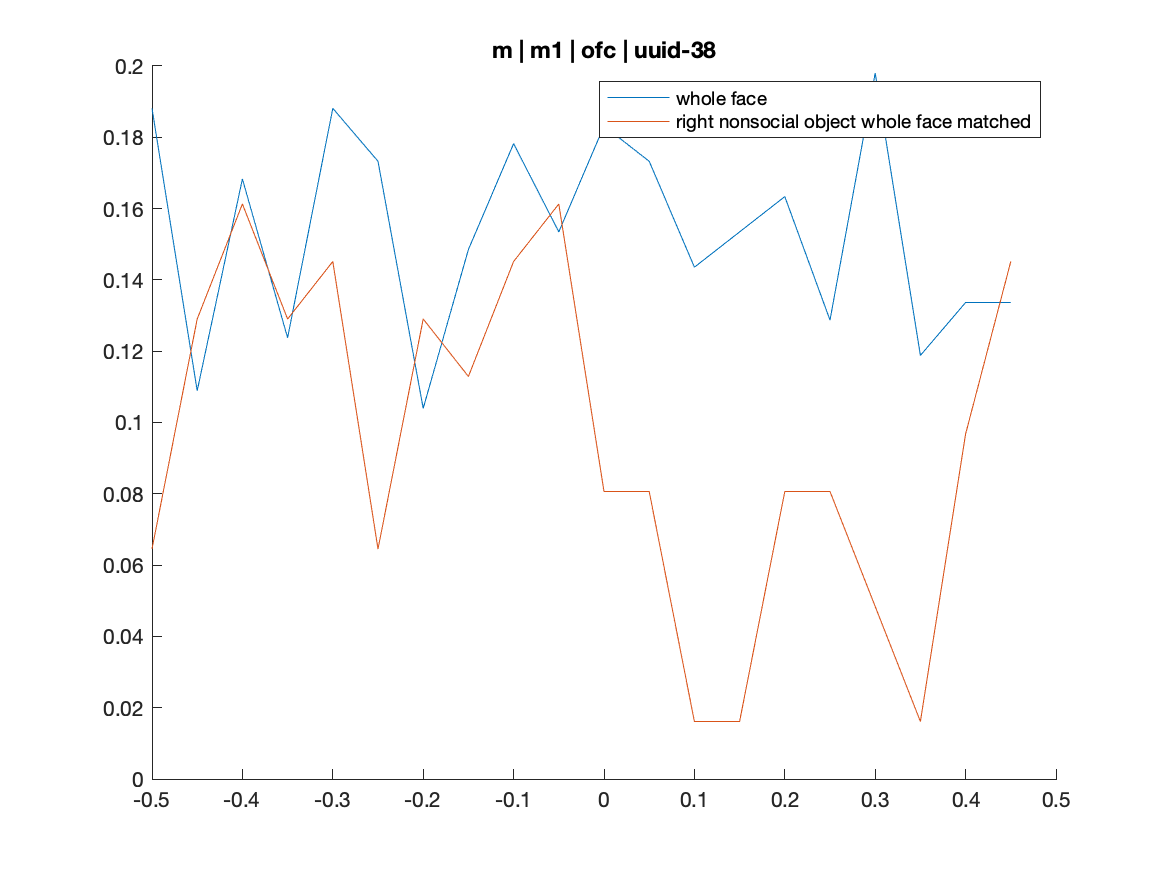 m | m1 | ofc | uuid-38
whole face
right nonsocial object whole face matched
0.2
0.18
0.16
0.14
0.12
0.1
0.08
0.06
0.04
0.02
0
-0.5 -0.4 -0.3 -0.2 -0.1 0 0.1 0.2 0.3 0.4 0.5